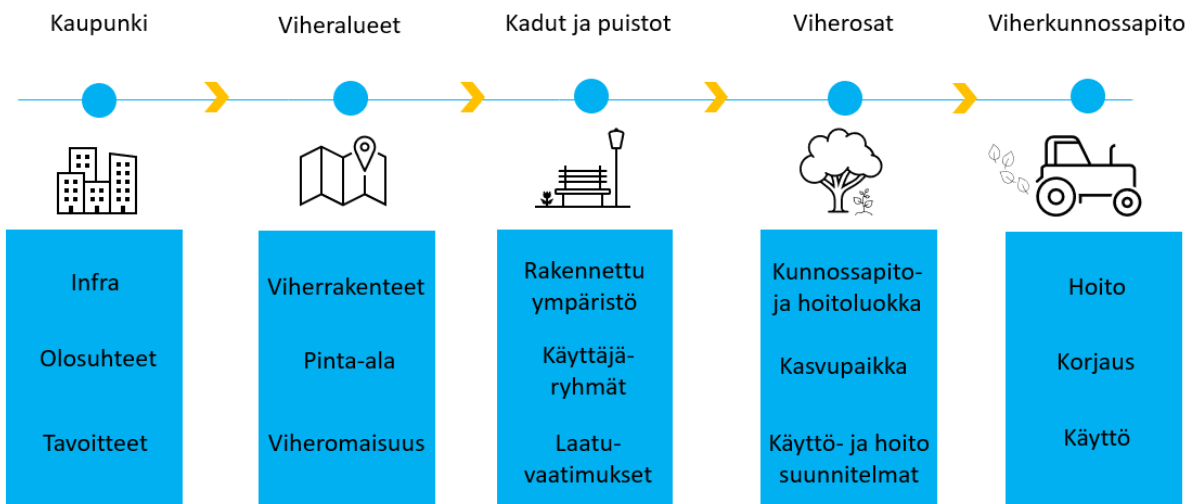 Kaupunki
Viheralueet
Kadut ja puistot
Viherosat
Viherkunnossapito
Infra
Olosuhteet
Tavoitteet
Viherrakenteet
Pinta-ala
Viheromaisuus
Rakennettu
ympäristö
Käyttäjä-
ryhmät
Laatu-
vaatimukset
Kunnossapito-
ja hoitoluokka
Kasvupaikka
Käyttö- ja hoito
suunnitelmat
Hoito
Korjaus
Käyttö